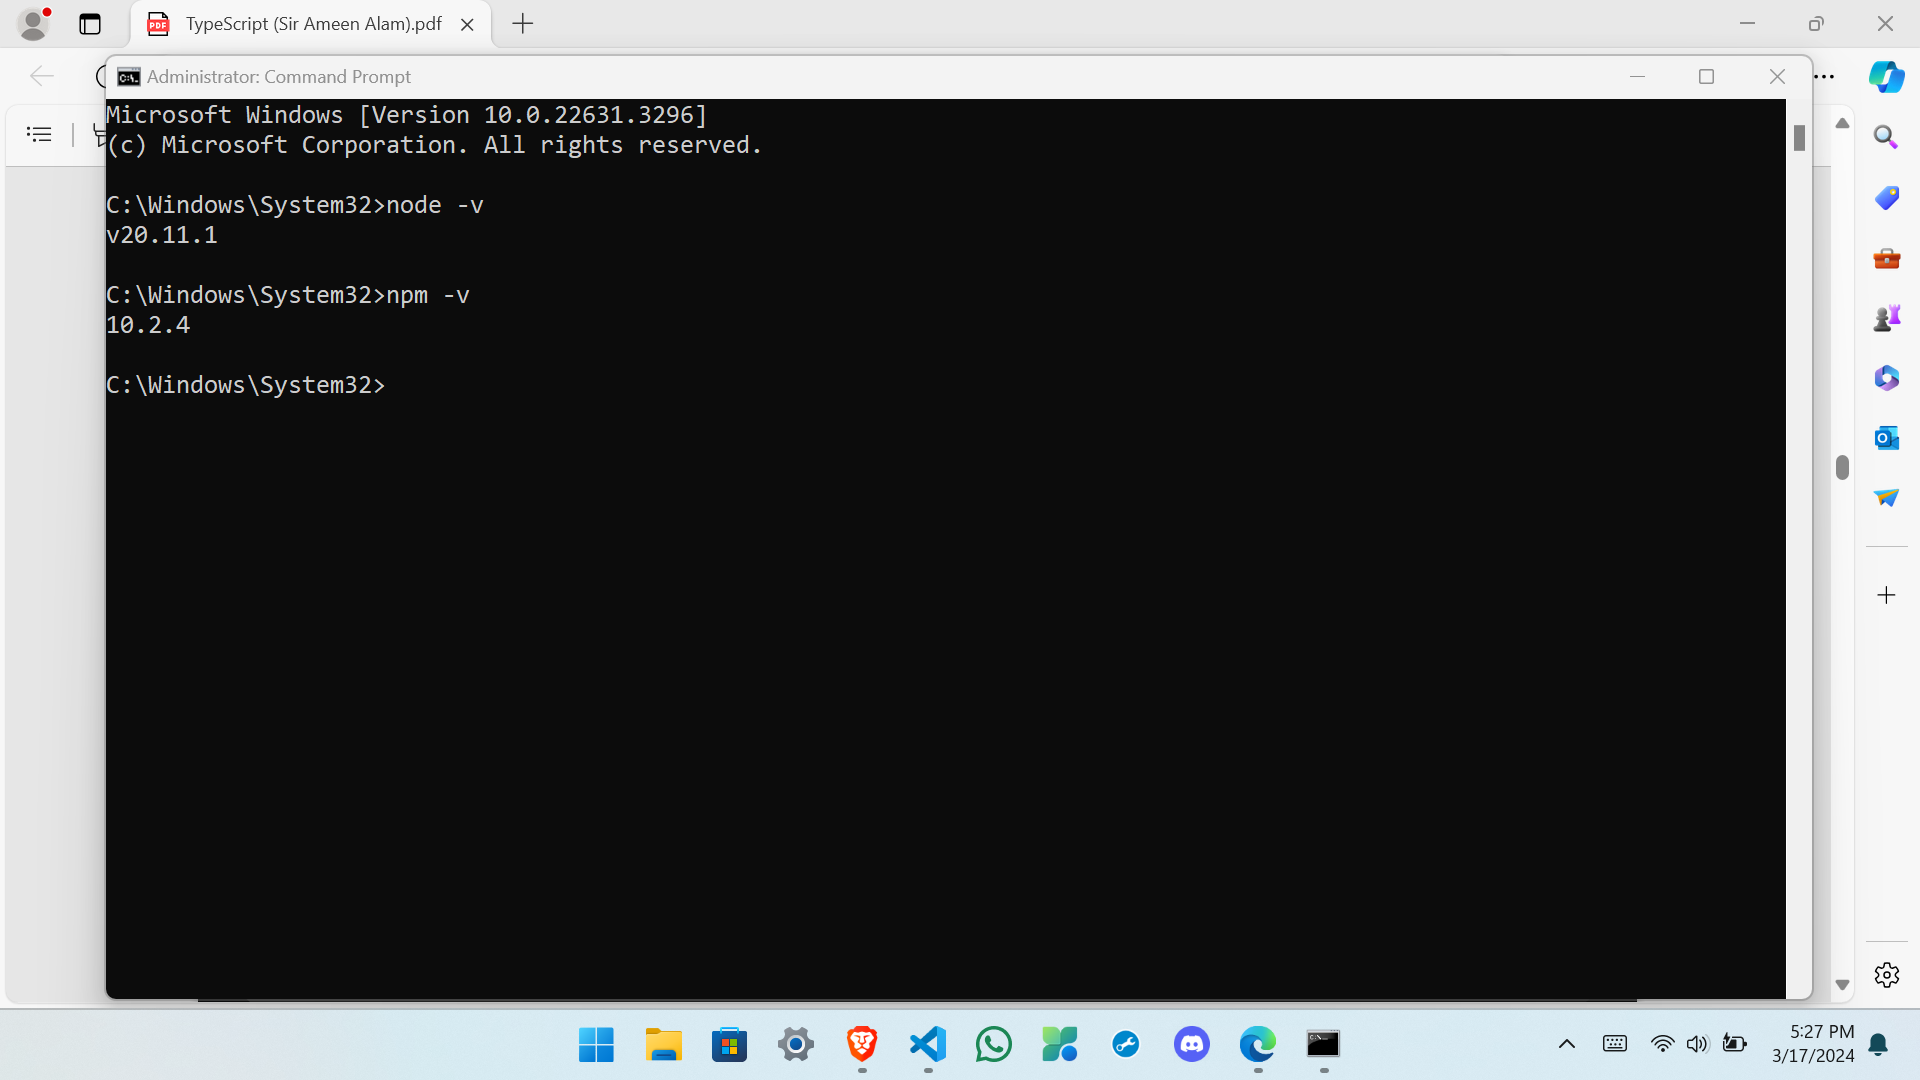 TypeScript (Sir Ameen Alam).pdf
Administrator: Command Prompt
Microsoft Windows [Version 10.0.22631.3296]
(c) Microsoft Corporation. All rights reserved.
C:\Windows\System32>node -v
v20.11.1
C:\Windows\System32>npm -v
10.2.4
C:\Windows\System32>
5:27 PM
3/17/2024